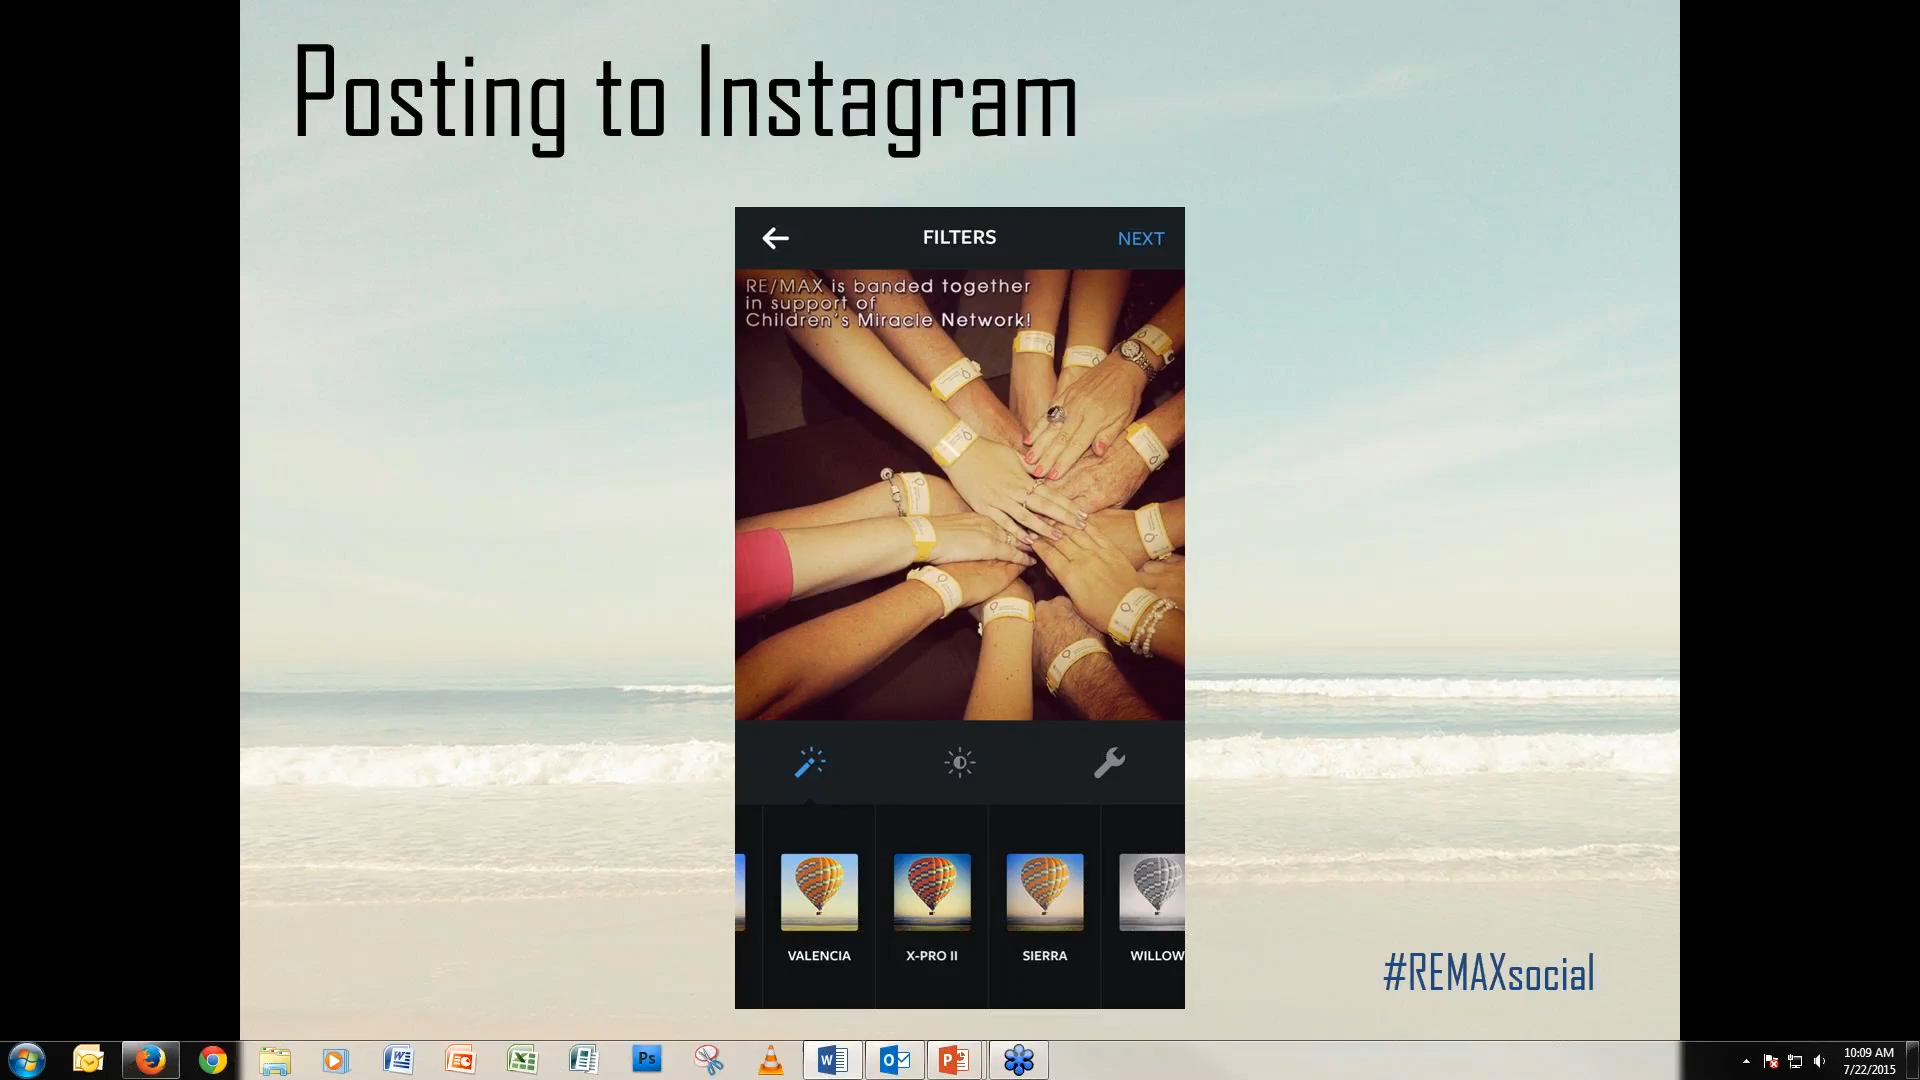 Posting to Instagram
FILTERS
NEXT
RE/MAX is banded together
in support of
Children's Miracle Network!
VALENCIA
X-PRO II
SIERRA
WILLOW
#REMAXsocial
Ps
10:09 AM
7/22/2015